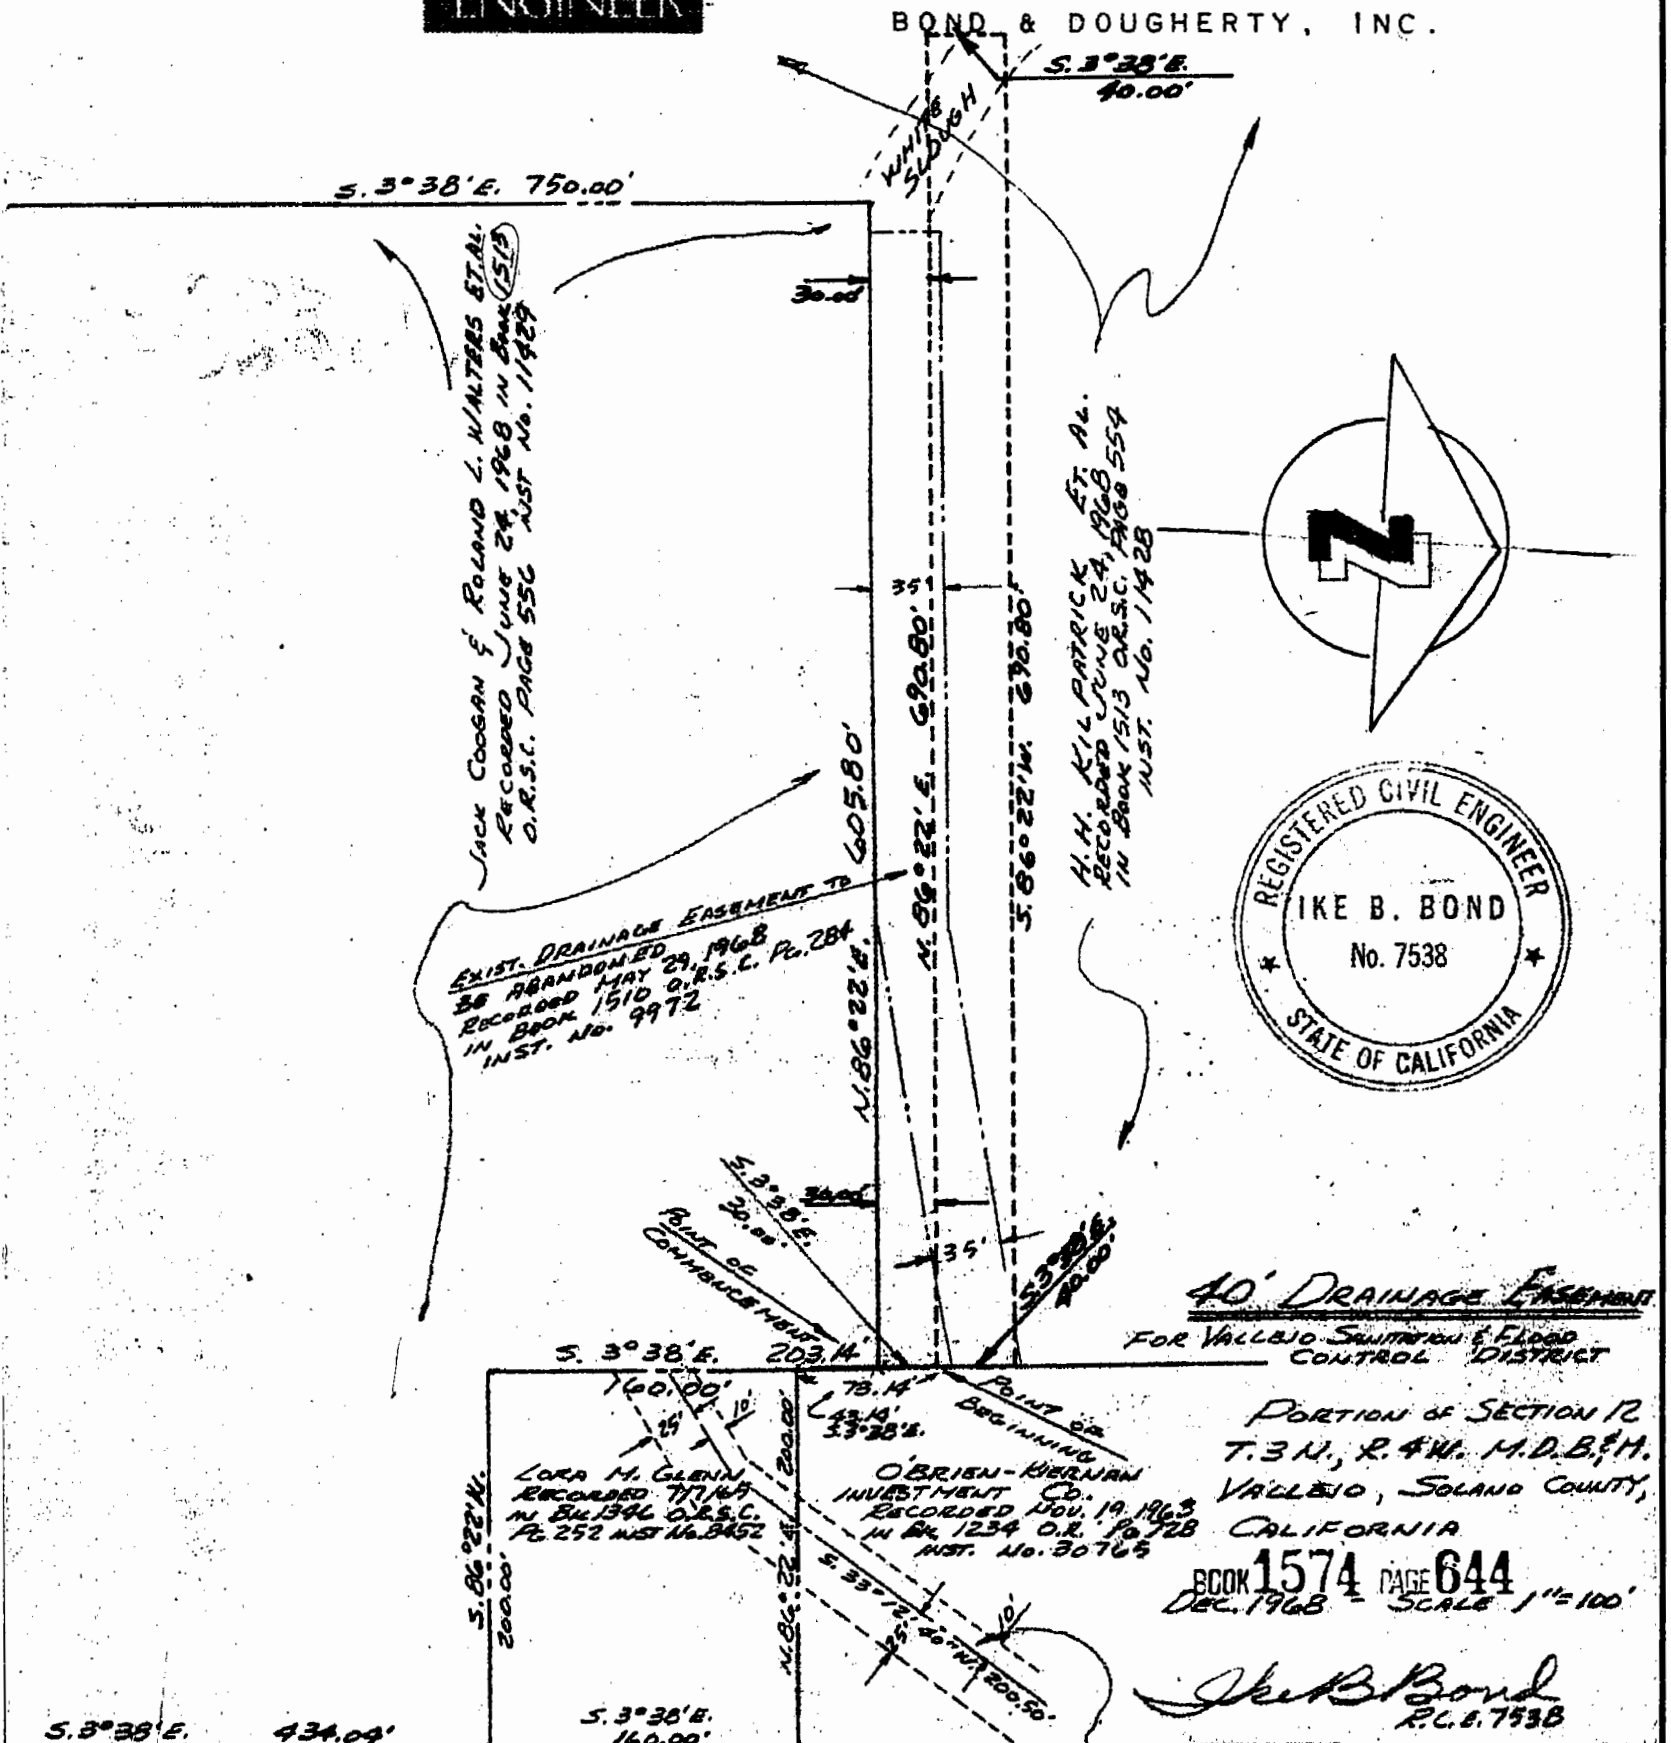 ENGINEER
BOND & DOUGHERTY, INC.
S. 3°38'E.
40.00'
WHITE
SLOUGH
S. 3°38'E. 750.00'
JACK COOGAN & ROLAND L. WALTERS ET.AL.
RECORDED JUNE 24, 1968 IN BOOK 1513
O.R.S.C. PAGE 556 INST No. 11429
30.00'
35'
N. 86°22'E. 690.80'
S. 86°22'W. 690.80'
H.H. KILPATRICK ET. AL.
RECORDED JUNE 24, 1968
IN BOOK 1513 O.R.S.C. PAGE 554
INST. No. 11428
N
N. 86°22'E. 605.80'
EXIST. DRAINAGE EASEMENT TO
BE ABANDONED
RECORDED MAY 29, 1968
IN BOOK 1510 O.R.S.C. PG. 284
INST. No. 9972
REGISTERED CIVIL ENGINEER
IKE B. BOND
No. 7538
STATE OF CALIFORNIA
S. 3°38'E.
30.00'
30.00'
POINT OF
COMMENCEMENT
35'
S. 3°38'E.
40' DRAINAGE EASEMENT
FOR VALLEJO SANITATION & FLOOD
CONTROL DISTRICT
S. 3°38'E. 203.14'
160.00'
73.14'
43.14'
S. 3°38'E.
POINT OF
BEGINNING
25'
10'
N. 86°22'E. 200.00'
S. 86°22'W.
200.00'
LORA M. GLENN
RECORDED 7/7/
IN BK. 1346 O.R.S.C.
PG. 252 INST No. 8452
O'BRIEN-KIERNAN
INVESTMENT CO.
RECORDED NOV. 19, 1963
IN BK. 1234 O.R. PG. 728
INST. No. 30765
PORTION OF SECTION 12
T. 3 N., R. 4 W. M.D.B.&M.
VALLEJO, SOLANO COUNTY,
CALIFORNIA
BOOK 1574 PAGE 644
DEC. 1968 - SCALE 1"=100'
S. 33°12' 200.50'
25'
10'
Ike B Bond
R.C.E. 7538
S. 3°38'E. 434.04'
S. 3°38'E.
160.00'